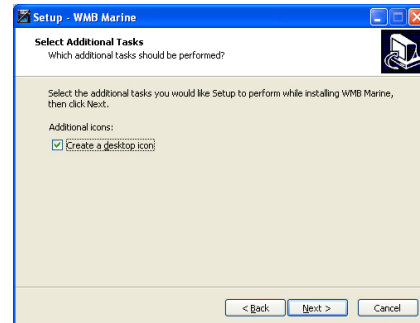 Setup - WMB Marine
Select Additional Tasks
Which additional tasks should be performed?
Select the additional tasks you would like Setup to perform while installing WMB Marine,
then click Next.
Additional icons:
Create a desktop icon
< Back
Next >
Cancel